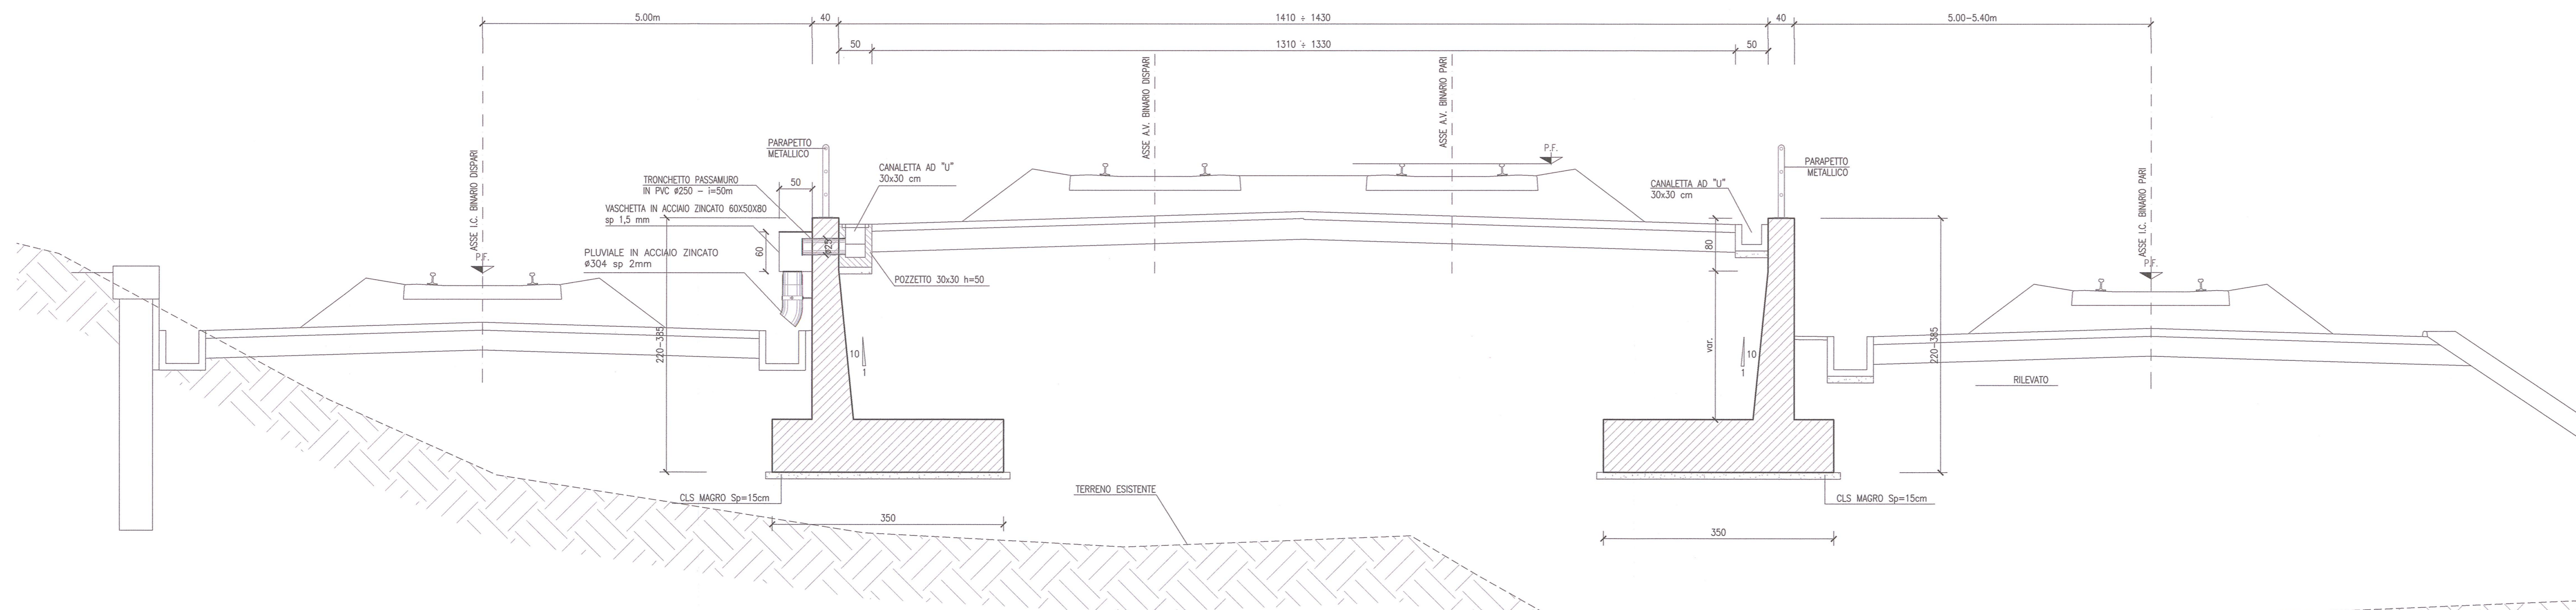 5.00m
40
1410 ÷ 1430
40
5.00-5.40m
50
1310 ÷ 1330
50
ASSE I.C. BINARIO DISPARI
P.F.
ASSE A.V. BINARIO DISPARI
ASSE A.V. BINARIO PARI
P.F.
ASSE I.C. BINARIO PARI
P.F.
PARAPETTO
METALLICO
CANALETTA AD "U"
30x30 cm
TRONCHETTO PASSAMURO
IN PVC ø250 - i=50m
50
VASCHETTA IN ACCIAIO ZINCATO 60X50X80
sp 1,5 mm
60
ø25
PLUVIALE IN ACCIAIO ZINCATO
ø304 sp 2mm
POZZETTO 30x30 h=50
PARAPETTO
METALLICO
CANALETTA AD "U"
30x30 cm
80
var.
220-385
10
1
10
1
220-385
RILEVATO
CLS MAGRO Sp=15cm
TERRENO ESISTENTE
CLS MAGRO Sp=15cm
350
350